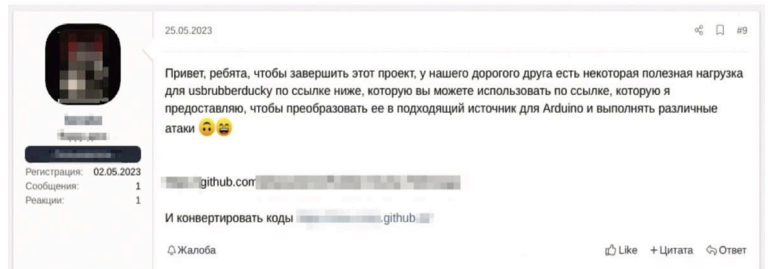 25.05.2023
#9
Привет, ребята, чтобы завершить этот проект, у нашего дорогого друга есть некоторая полезная нагрузка
для usbrubberducky по ссылке ниже, которую вы можете использовать по ссылке, которую я
предоставляю, чтобы преобразовать ее в подходящий источник для Arduino и выполнять различные
атаки
Регистрация: 02.05.2023
Сообщения: 1
Реакции: 1
github.com
И конвертировать коды .github
Жалоба
Like + Цитата Ответ